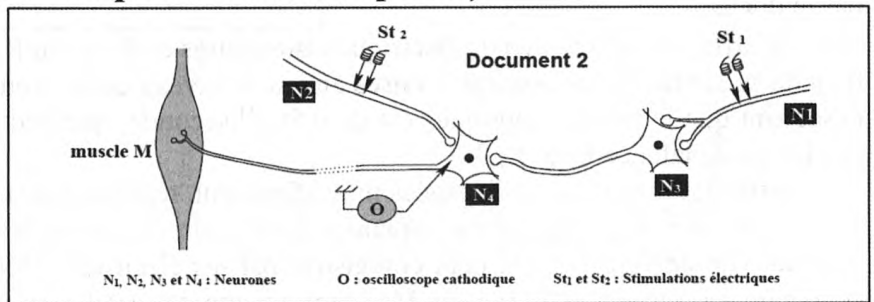 St 2
St 1
Document 2
N2
N1
muscle M
N4
N3
O
N1, N2, N3 et N4 : Neurones O : oscilloscope cathodique St1 et St2 : Stimulations électriques